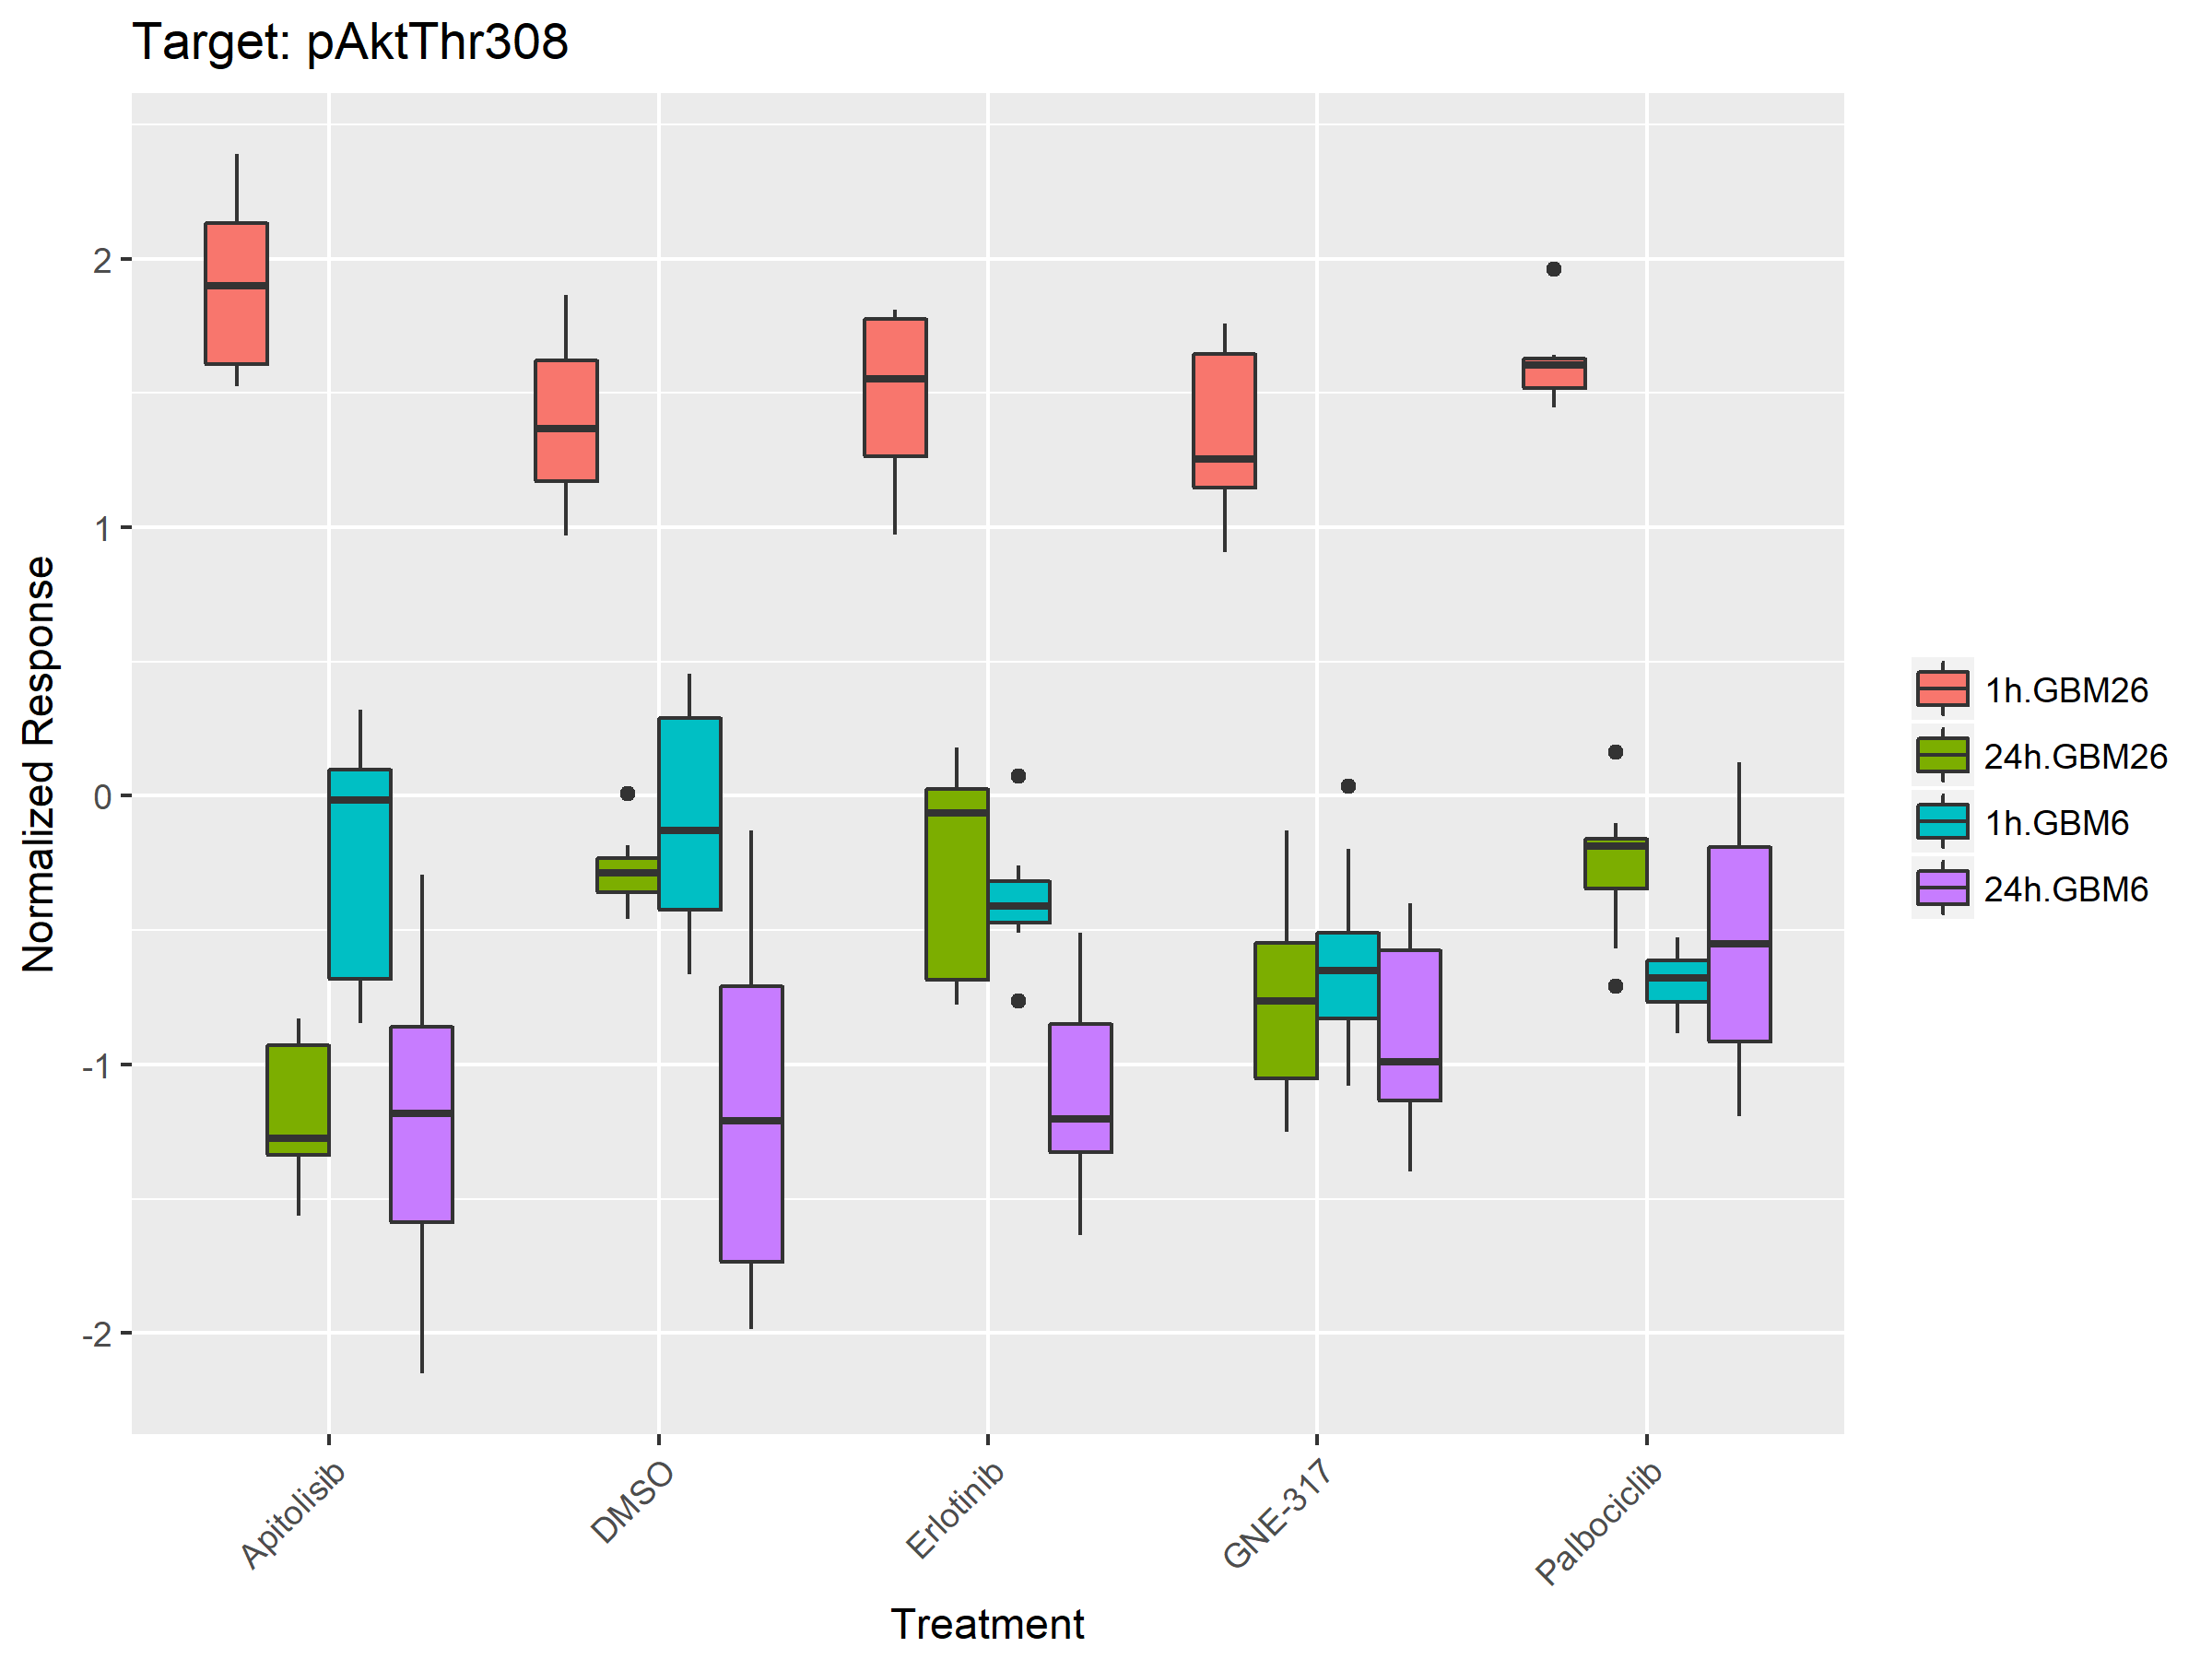 Target: pAktThr308
Normalized Response
2
1
0
-1
-2
Apitolisib
DMSO
Erlotinib
GNE-317
Palbociclib
Treatment
1h.GBM26
24h.GBM26
1h.GBM6
24h.GBM6